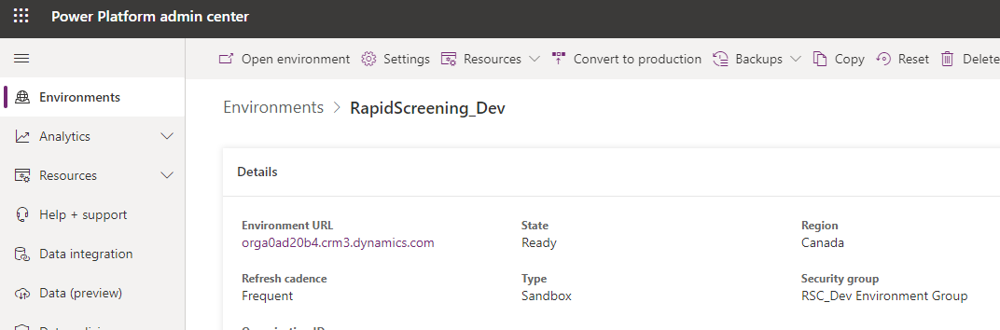 Power Platform admin center
Open environment Settings Resources Convert to production Backups Copy Reset Delete
Environments
Analytics
Resources
Help + support
Data integration
Data (preview)
Environments > RapidScreening_Dev
Details
Environment URL State Region
orga0ad20b4.crm3.dynamics.com Ready Canada
Refresh cadence Type Security group
Frequent Sandbox RSC_Dev Environment Group